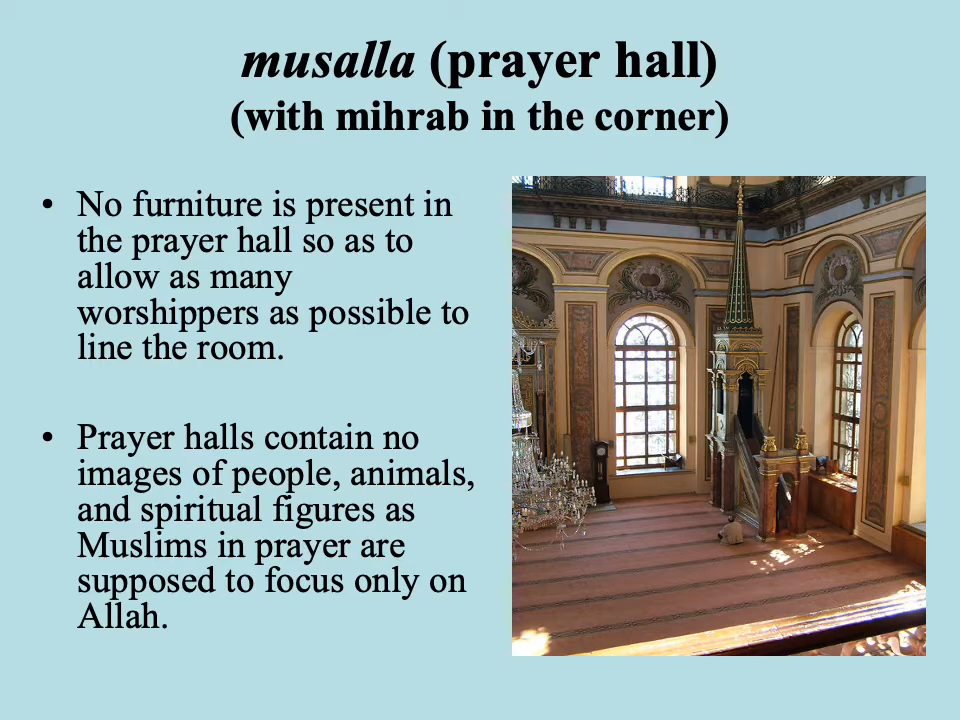 musalla (prayer hall)
(with mihrab in the corner)
• No furniture is present in
the prayer hall so as to
allow as many
worshippers as possible to
line the room.
• Prayer halls contain no
images of people, animals,
and spiritual figures as
Muslims in prayer are
supposed to focus only on
Allah.